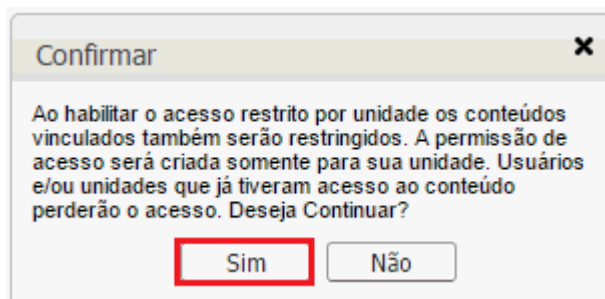 Confirmar
Ao habilitar o acesso restrito por unidade os conteúdos
vinculados também serão restringidos. A permissão de
acesso será criada somente para sua unidade. Usuários
e/ou unidades que já tiveram acesso ao conteúdo
perderão o acesso. Deseja Continuar?
Sim Não